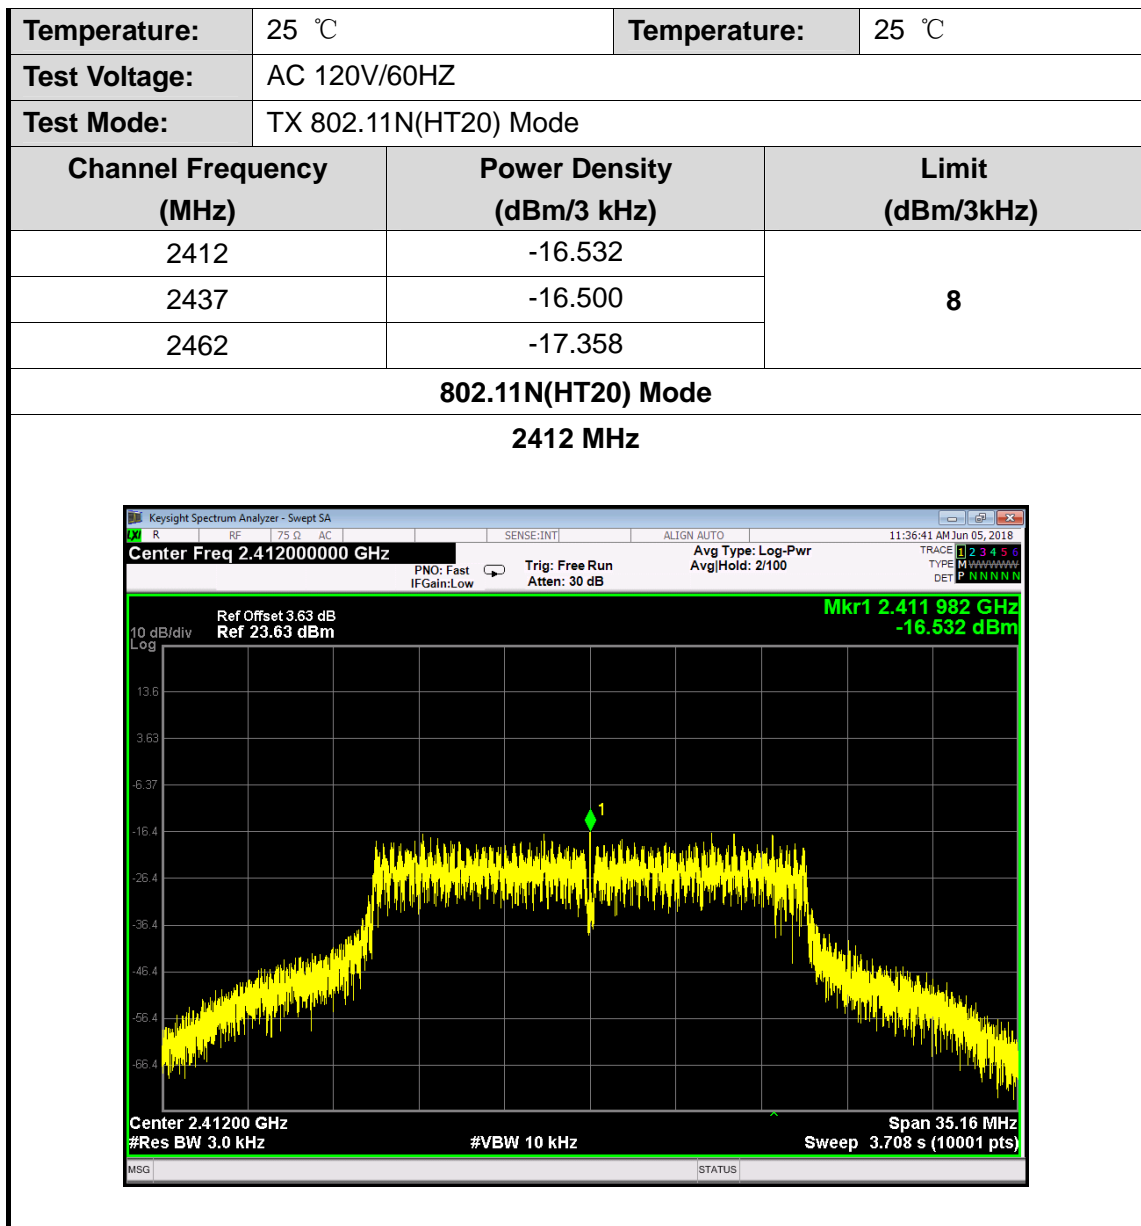 Temperature: 25 ℃ Temperature: 25 ℃
Test Voltage: AC 120V/60HZ
Test Mode: TX 802.11N(HT20) Mode
Channel Frequency (MHz) Power Density (dBm/3 kHz) Limit (dBm/3kHz)
2412 -16.532
2437 -16.500 8
2462 -17.358
802.11N(HT20) Mode
2412 MHz
Keysight Spectrum Analyzer - Swept SA
LXI R RF 75 Ω AC SENSE:INT ALIGN AUTO 11:36:41 AM Jun 05, 2018
Center Freq 2.412000000 GHz
PNO: Fast
IFGain:Low
Trig: Free Run
Atten: 30 dB
Avg Type: Log-Pwr
Avg|Hold: 2/100
TRACE 1 2 3 4 5 6
TYPE M WWWWW
DET P N N N N N
Mkr1 2.411 982 GHz
-16.532 dBm
Ref Offset 3.63 dB
10 dB/div Ref 23.63 dBm
Log
13.6
3.63
-6.37
-16.4
-26.4
-36.4
-46.4
-56.4
-66.4
1
Center 2.41200 GHz Span 35.16 MHz
#Res BW 3.0 kHz #VBW 10 kHz Sweep 3.708 s (10001 pts)
MSG STATUS